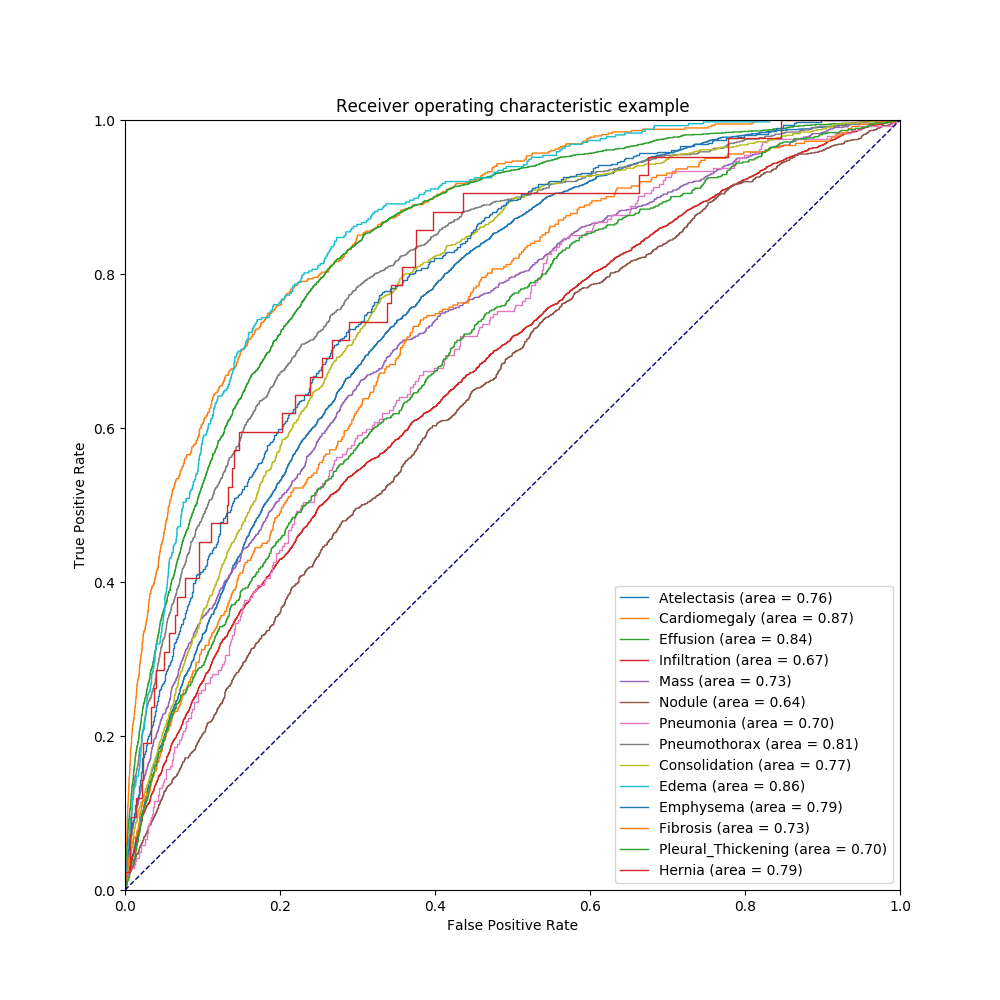 Receiver operating characteristic example
1.0
0.8
0.6
0.4
0.2
0.0
True Positive Rate
Atelectasis (area = 0.76)
Cardiomegaly (area = 0.87)
Effusion (area = 0.84)
Infiltration (area = 0.67)
Mass (area = 0.73)
Nodule (area = 0.64)
Pneumonia (area = 0.70)
Pneumothorax (area = 0.81)
Consolidation (area = 0.77)
Edema (area = 0.86)
Emphysema (area = 0.79)
Fibrosis (area = 0.73)
Pleural_Thickening (area = 0.70)
Hernia (area = 0.79)
0.0 0.2 0.4 0.6 0.8 1.0
False Positive Rate